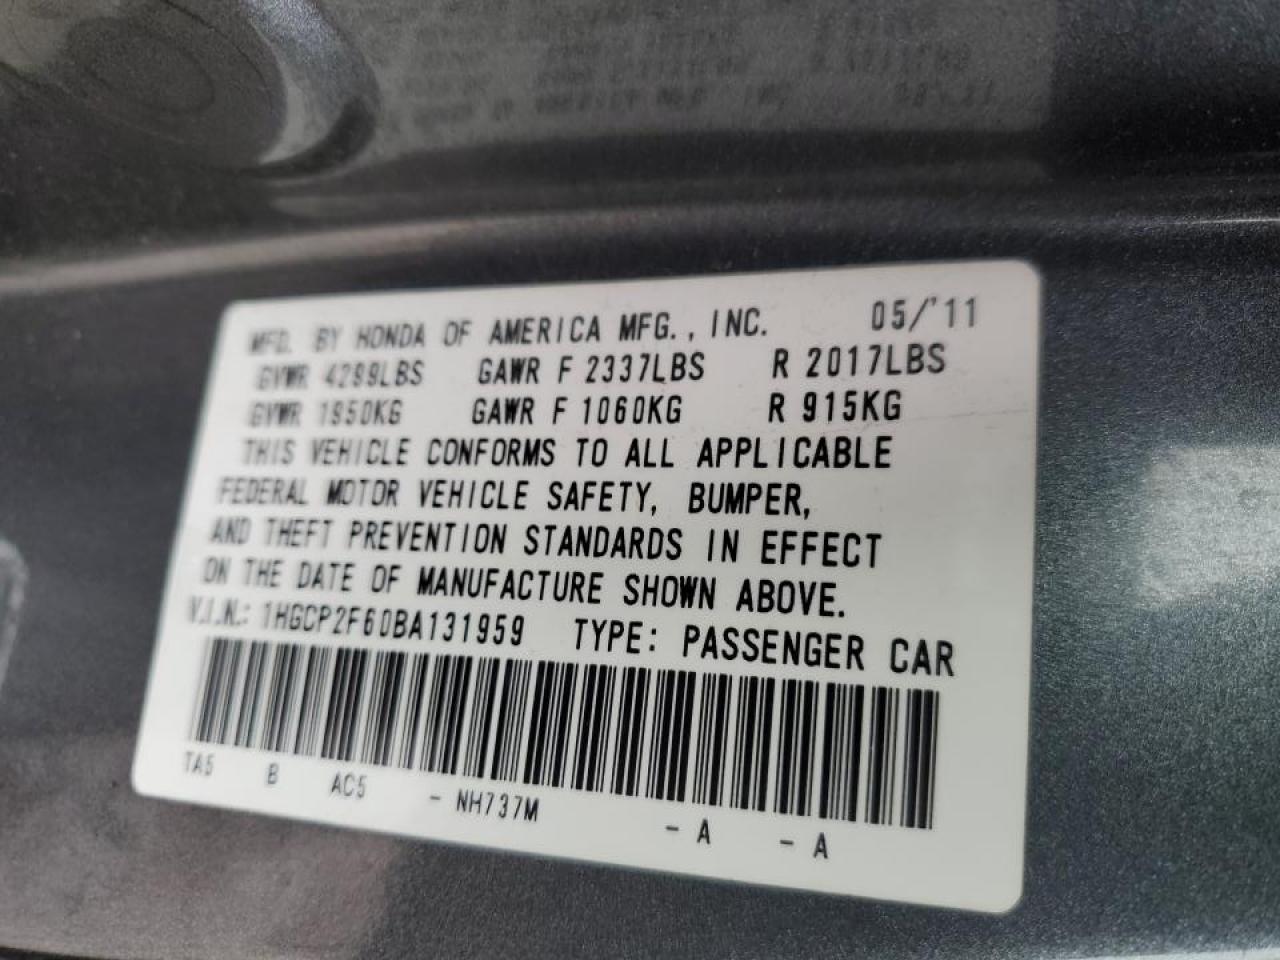 MFD. BY HONDA OF AMERICA MFG., INC. 05/'11
GVWR 4299LBS GAWR F 2337LBS R 2017LBS
GVWR 1950KG GAWR F 1060KG R 915KG
THIS VEHICLE CONFORMS TO ALL APPLICABLE
FEDERAL MOTOR VEHICLE SAFETY, BUMPER,
AND THEFT PREVENTION STANDARDS IN EFFECT
ON THE DATE OF MANUFACTURE SHOWN ABOVE.
V.I.N.: 1HGCP2F60BA131959 TYPE: PASSENGER CAR
TA5 B AC5 - NH737M - A - A